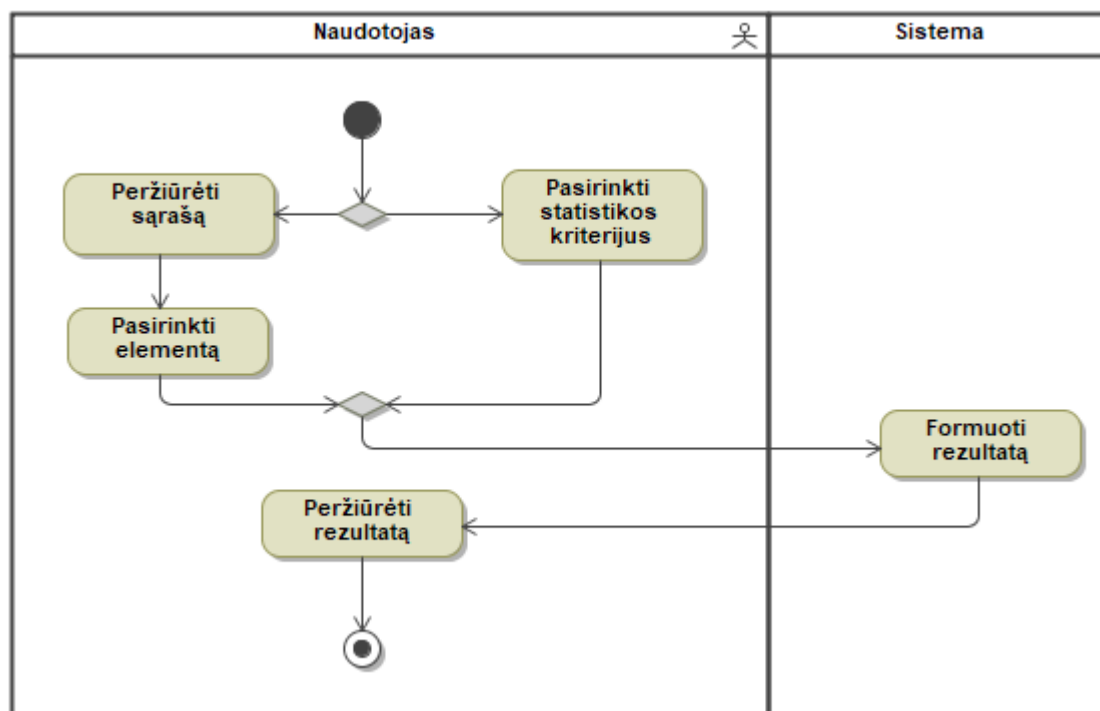 Naudotojas
Sistema
Peržiūrėti
sąrašą
Pasirinkti
statistikos
kriterijus
Pasirinkti
elementą
Formuoti
rezultatą
Peržiūrėti
rezultatą